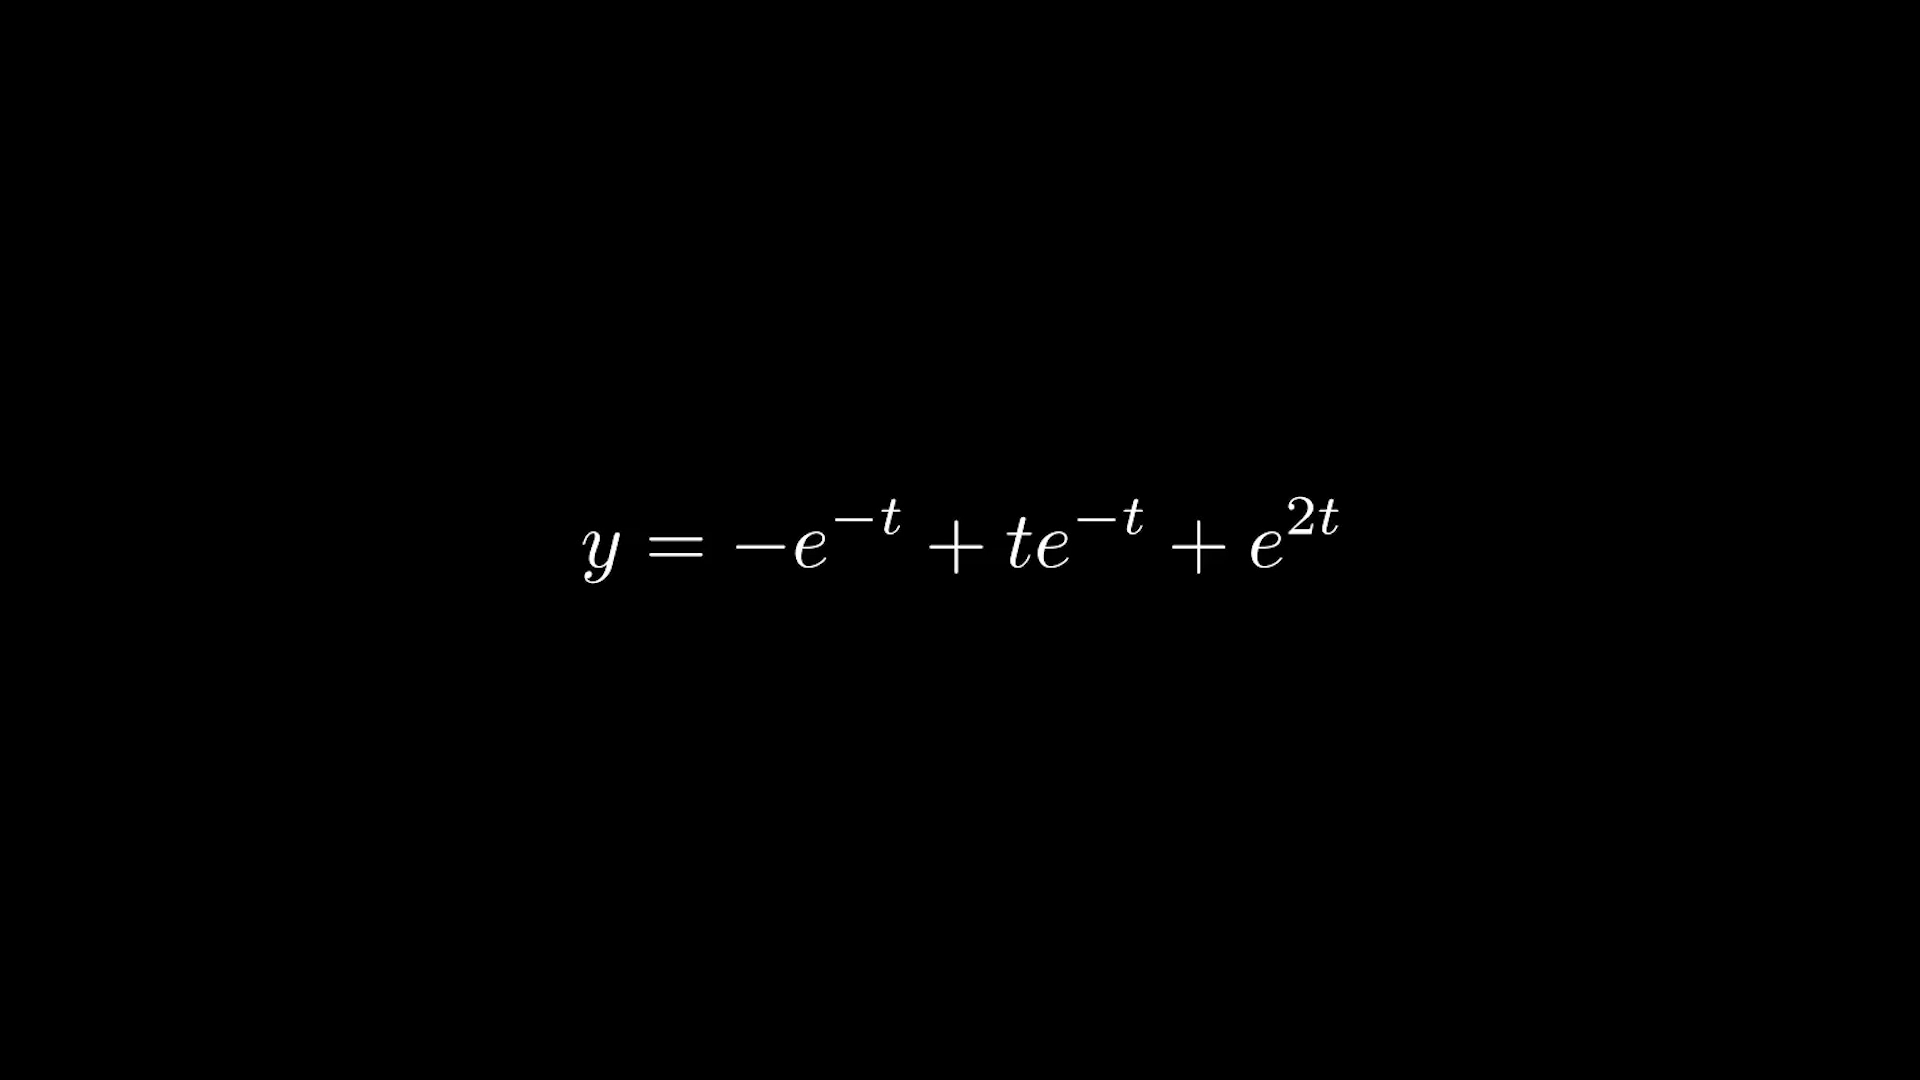 y = -e^{-t} + te^{-t} + e^{2t}